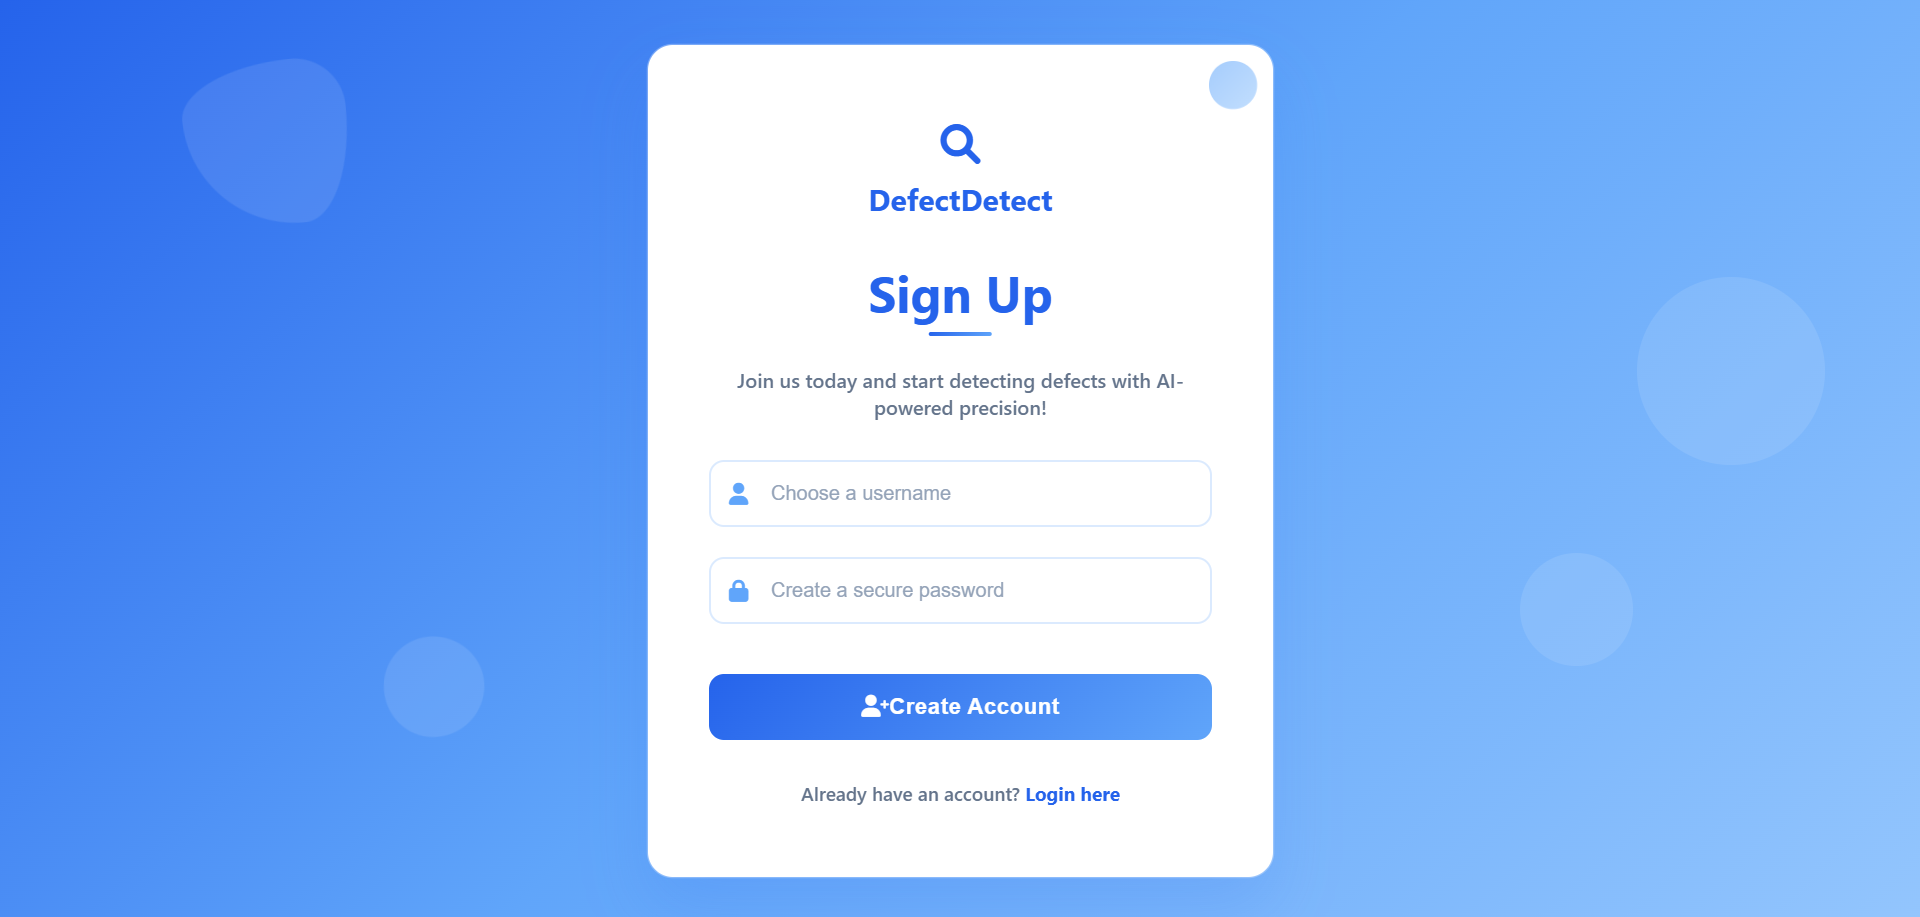 DefectDetect
Sign Up
Join us today and start detecting defects with AI-
powered precision!
Choose a username
Create a secure password
Create Account
Already have an account? Login here